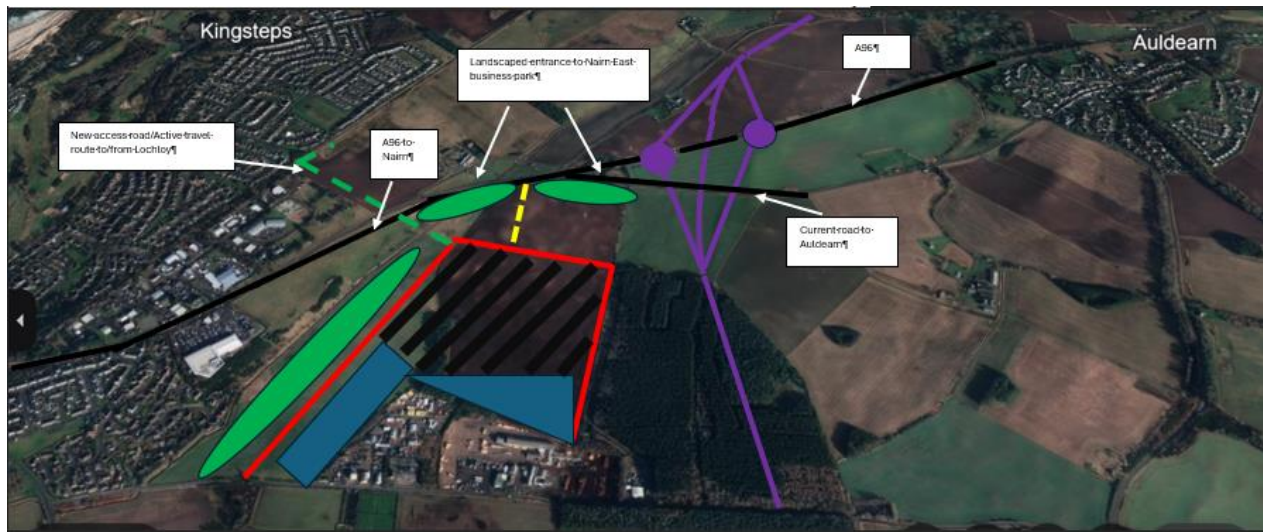 Kingsteps
Auldearn
A96¶
Landscaped entrance to Nairn East
business park¶
New access road/Active travel
route to/from Lochloy¶
A96 to
Nairn¶
Current road to
Auldearn¶